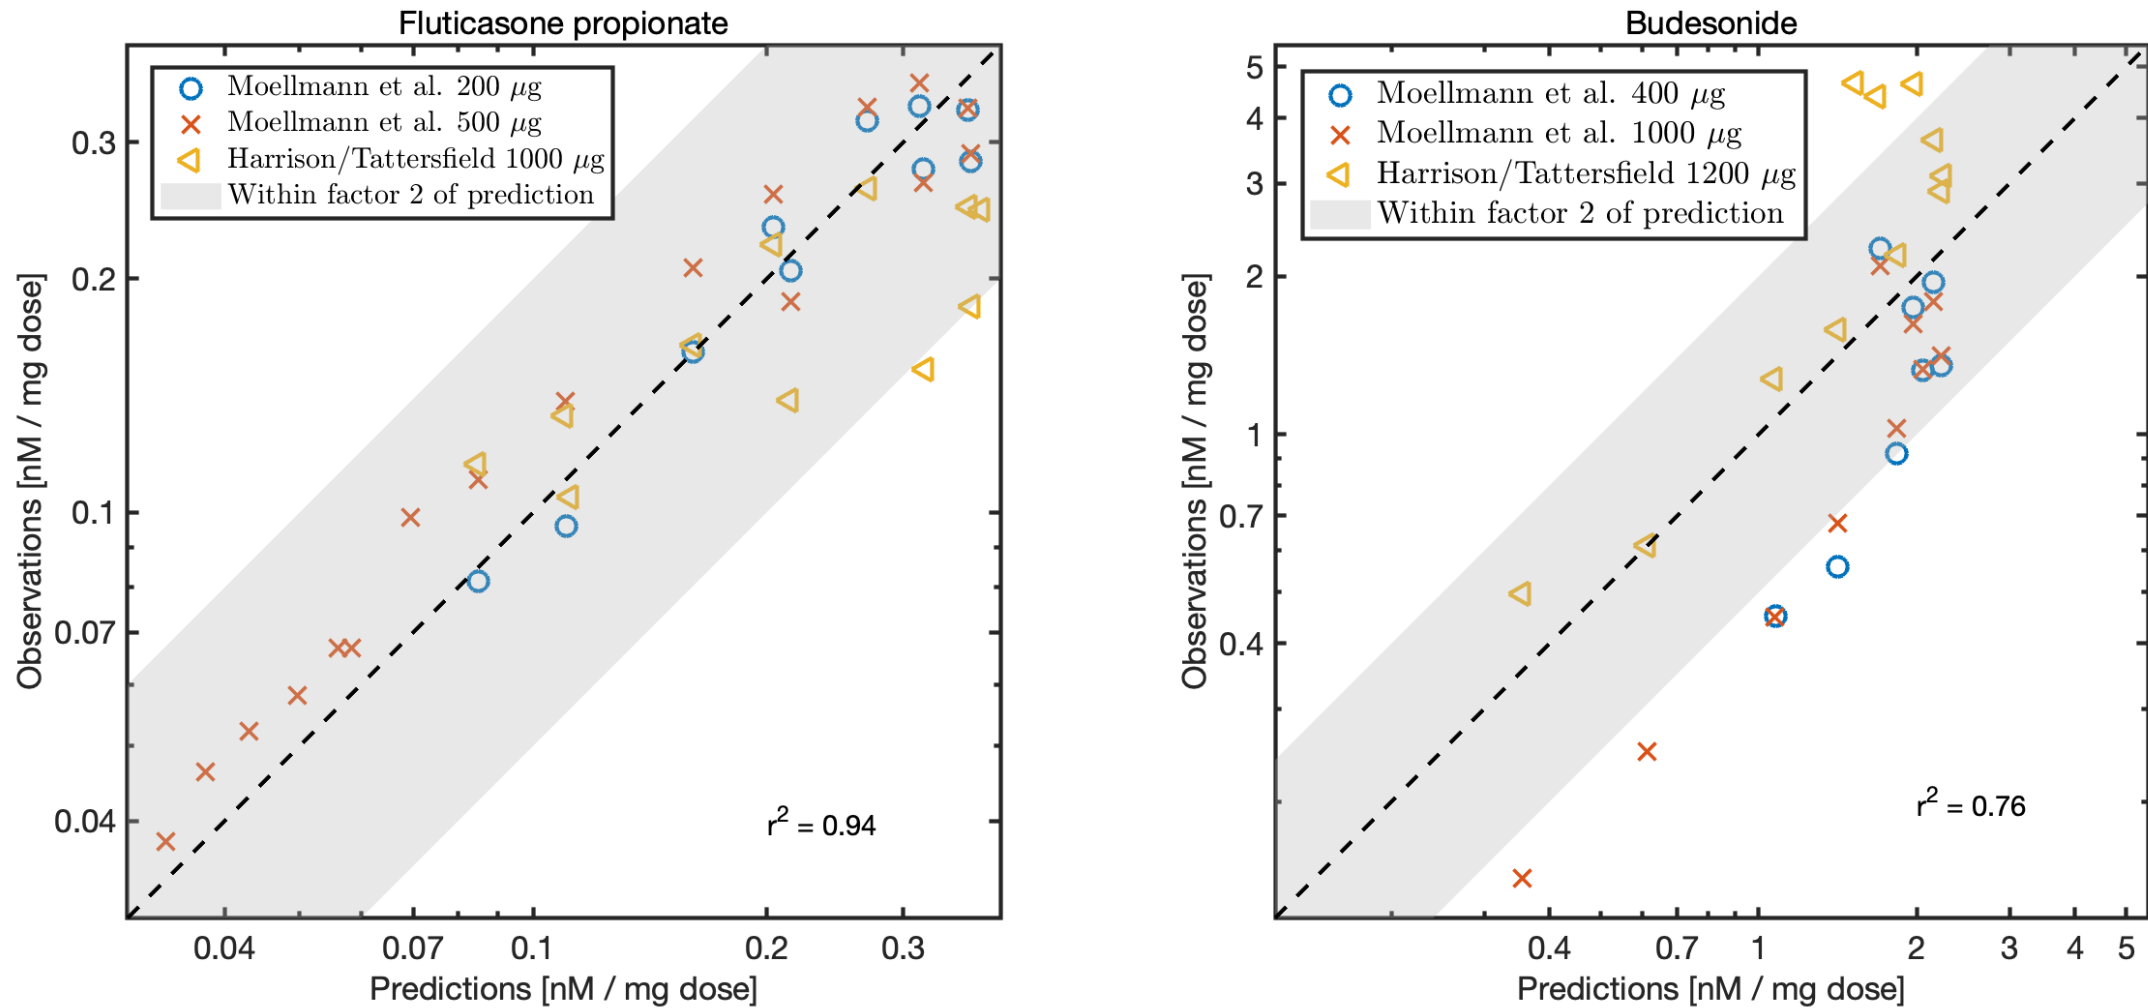 Fluticasone propionate
Moellmann et al. 200 μg
Moellmann et al. 500 μg
Harrison/Tattersfield 1000 μg
Within factor 2 of prediction
0.3
0.2
0.1
0.07
0.04
Observations [nM / mg dose]
r² = 0.94
0.04 0.07 0.1 0.2 0.3
Predictions [nM / mg dose]
Budesonide
Moellmann et al. 400 μg
Moellmann et al. 1000 μg
Harrison/Tattersfield 1200 μg
Within factor 2 of prediction
5
4
3
2
1
0.7
0.4
Observations [nM / mg dose]
r² = 0.76
0.4 0.7 1 2 3 4 5
Predictions [nM / mg dose]